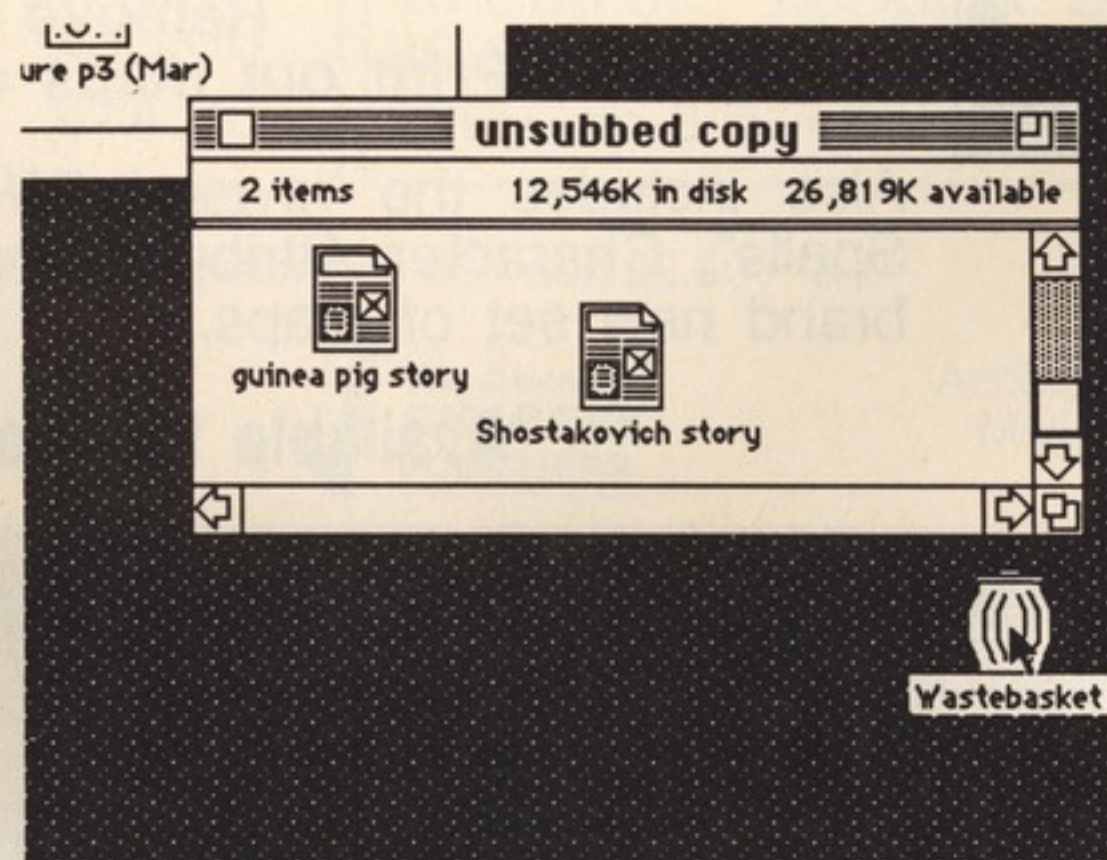 ure p3 (Mar)
unsubbed copy
2 items 12,546K in disk 26,819K available
guinea pig story
Shostakovich story
Wastebasket